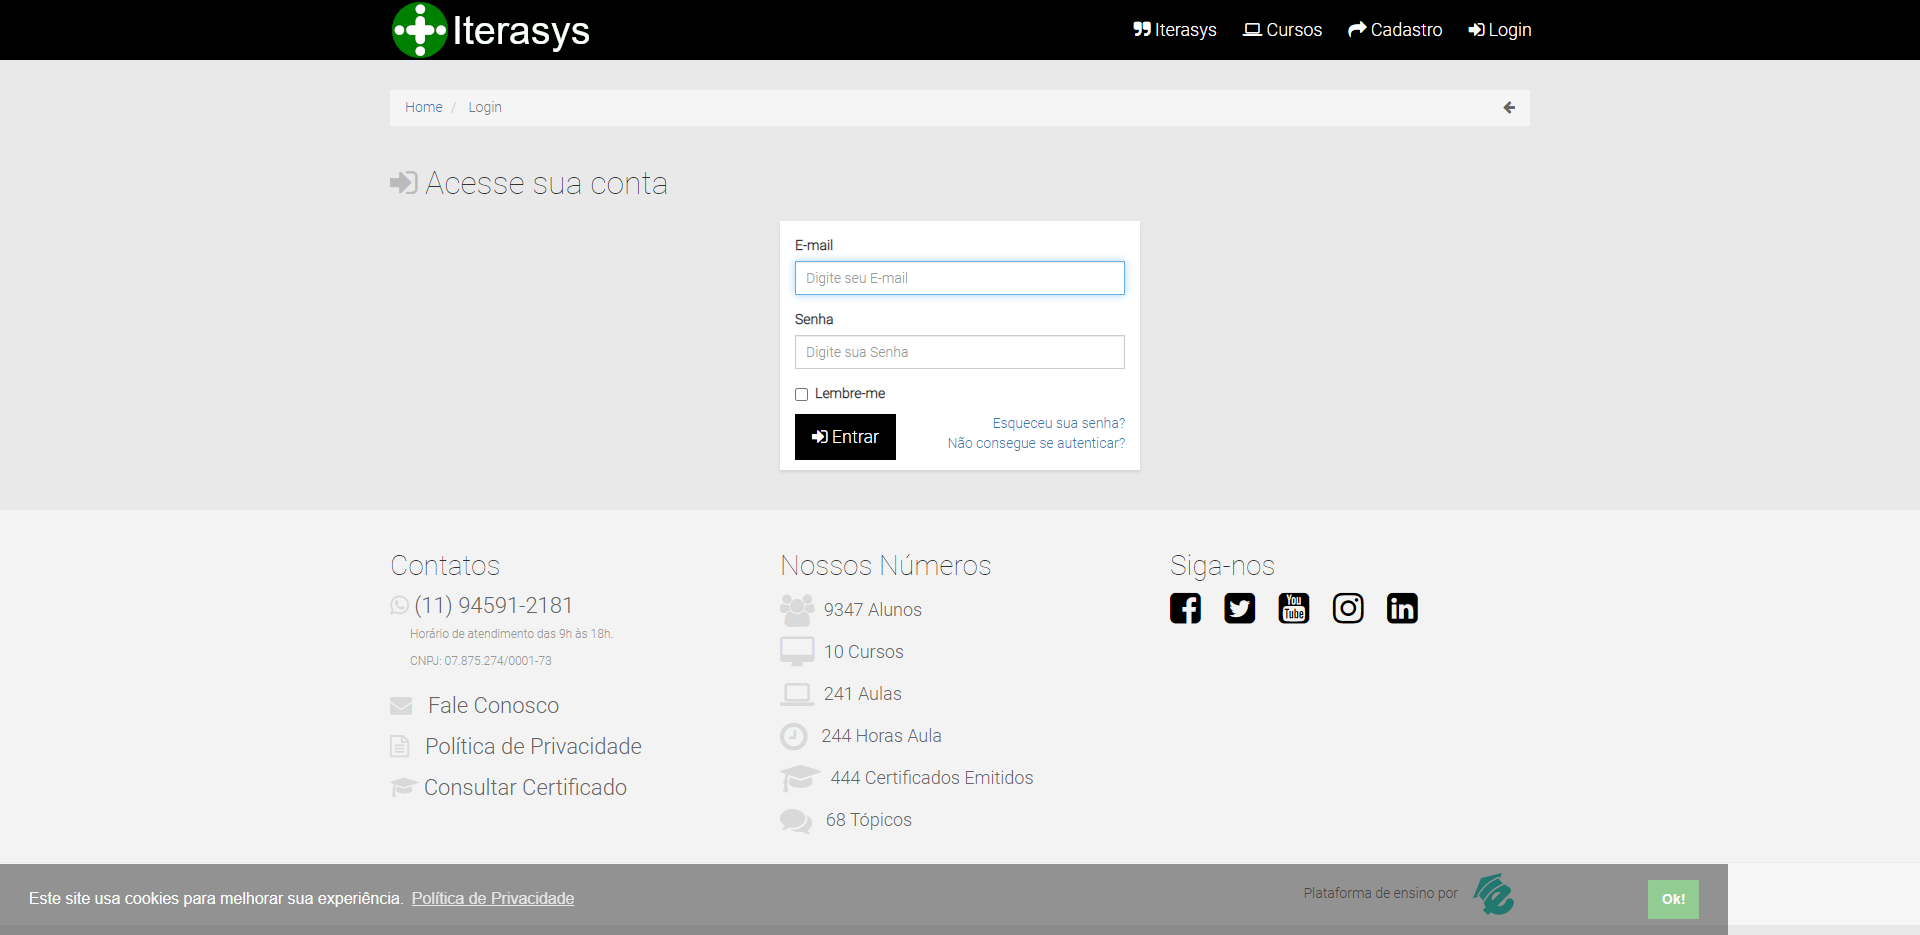 Iterasys
Iterasys Cursos Cadastro Login
Home / Login
Acesse sua conta
E-mail
Digite seu E-mail
Senha
Digite sua Senha
Lembre-me
Entrar
Esqueceu sua senha?
Não consegue se autenticar?
Contatos
(11) 94591-2181
Horário de atendimento das 9h às 18h.
CNPJ: 07.875.274/0001-73
Fale Conosco
Política de Privacidade
Consultar Certificado
Nossos Números
9347 Alunos
10 Cursos
241 Aulas
244 Horas Aula
444 Certificados Emitidos
68 Tópicos
Siga-nos
You
Tube
in
Este site usa cookies para melhorar sua experiência. Política de Privacidade
Plataforma de ensino por
Ok!